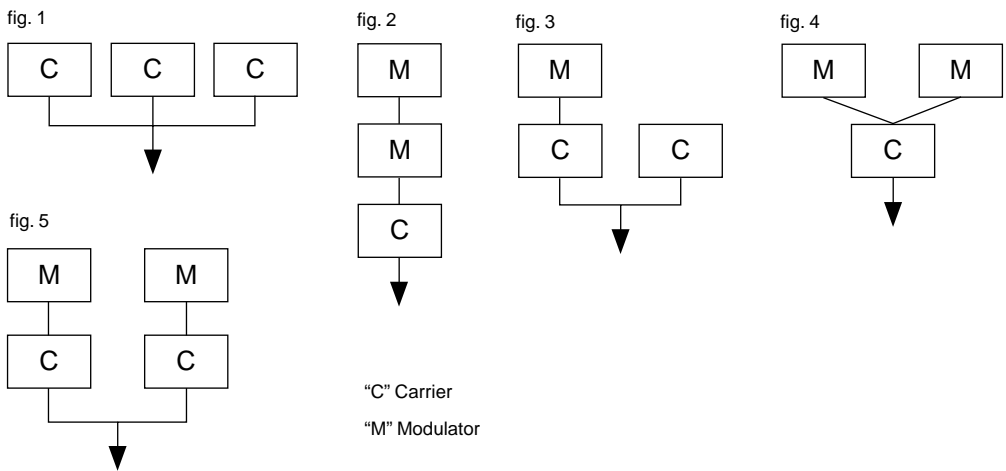 fig. 1
C C C
fig. 2
M
M
C
fig. 3
M
C C
fig. 4
M M
C
fig. 5
M M
C C
“C” Carrier
“M” Modulator